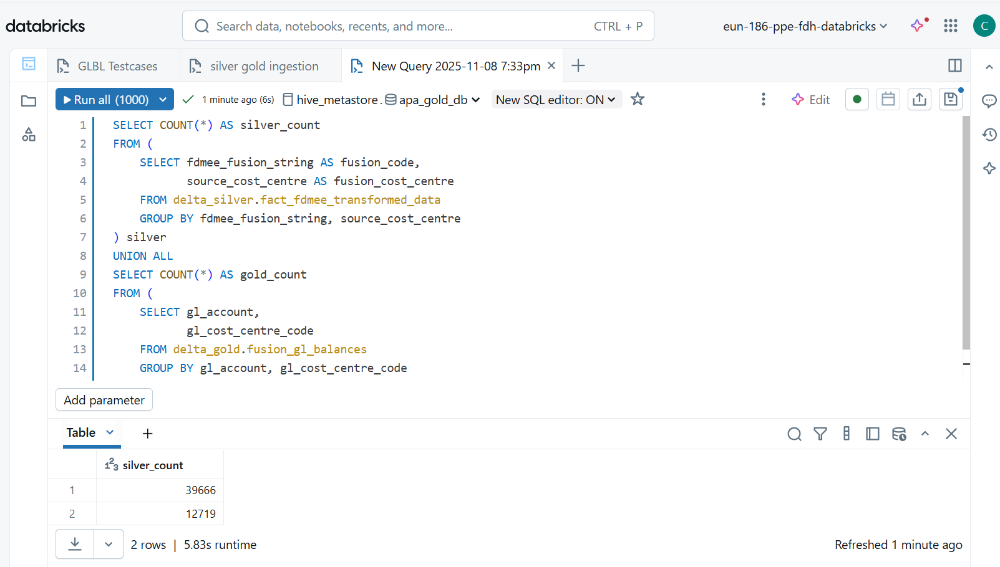 databricks
Search data, notebooks, recents, and more...
CTRL + P
eun-186-ppe-fdh-databricks
C
GLBL Testcases
silver gold ingestion
New Query 2025-11-08 7:33pm
Run all (1000)
1 minute ago (6s)
hive_metastore.apa_gold_db
New SQL editor: ON
Edit
1 SELECT COUNT(*) AS silver_count
2 FROM (
3 SELECT fdmee_fusion_string AS fusion_code,
4 source_cost_centre AS fusion_cost_centre
5 FROM delta_silver.fact_fdmee_transformed_data
6 GROUP BY fdmee_fusion_string, source_cost_centre
7 ) silver
8 UNION ALL
9 SELECT COUNT(*) AS gold_count
10 FROM (
11 SELECT gl_account,
12 gl_cost_centre_code
13 FROM delta_gold.fusion_gl_balances
14 GROUP BY gl_account, gl_cost_centre_code
Add parameter
Table
123 silver_count
1 39666
2 12719
2 rows | 5.83s runtime
Refreshed 1 minute ago